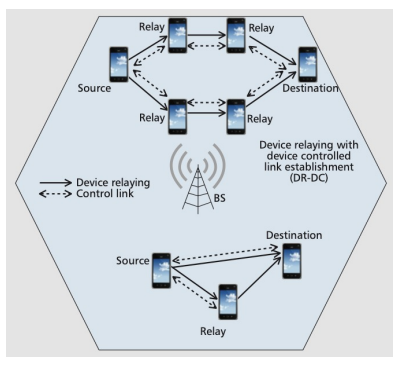 Relay
Relay
Source
Destination
Relay
Relay
Device relaying with
device controlled
link establishment
(DR-DC)
Device relaying
Control link
BS
Destination
Source
Relay